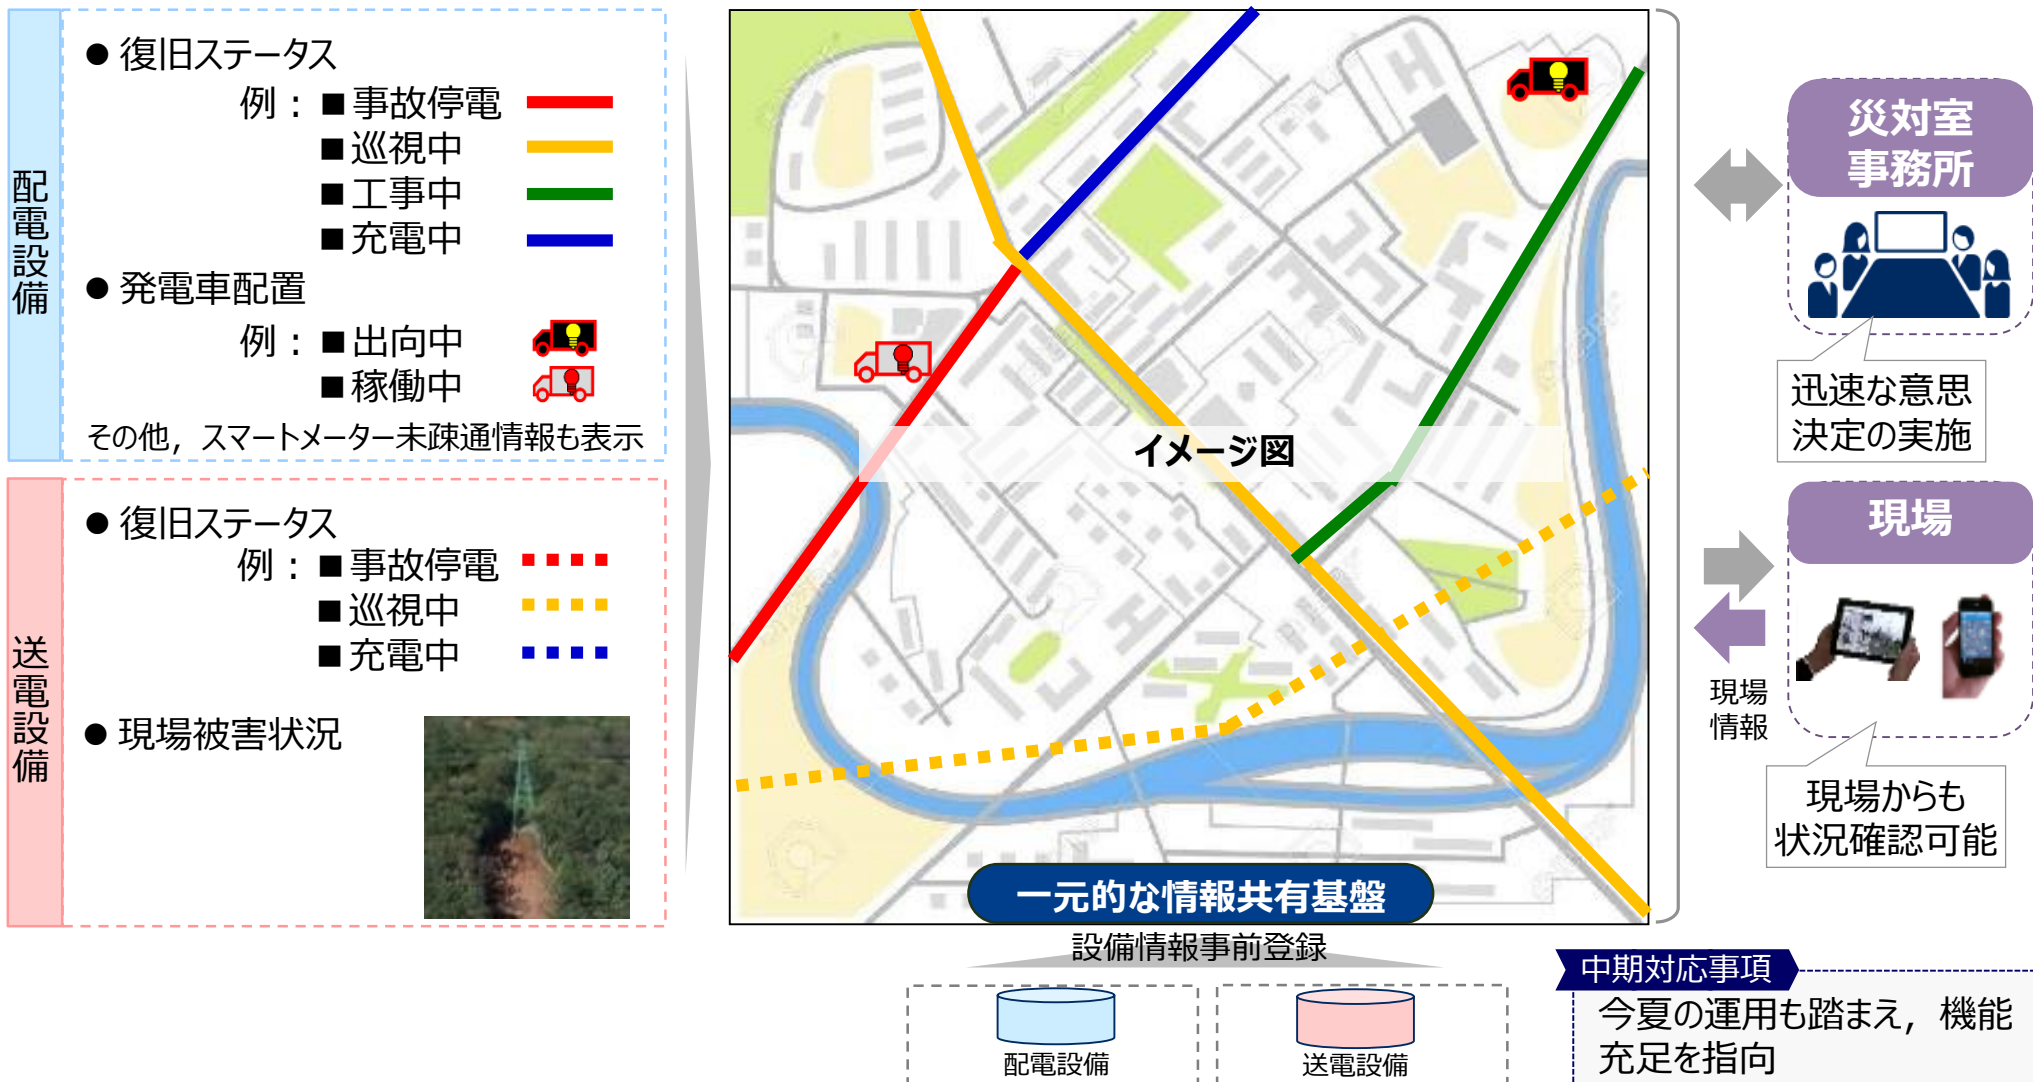 配電設備
● 復旧ステータス
例：■ 事故停電
■ 巡視中
■ 工事中
■ 充電中
● 発電車配置
例：■ 出向中
■ 稼働中
その他，スマートメーター未疎通情報も表示
送電設備
● 復旧ステータス
例：■ 事故停電
■ 巡視中
■ 充電中
● 現場被害状況
イメージ図
一元的な情報共有基盤
設備情報事前登録
配電設備
送電設備
災対室
事務所
迅速な意思
決定の実施
現場
現場
情報
現場からも
状況確認可能
中期対応事項
今夏の運用も踏まえ，機能
充足を指向